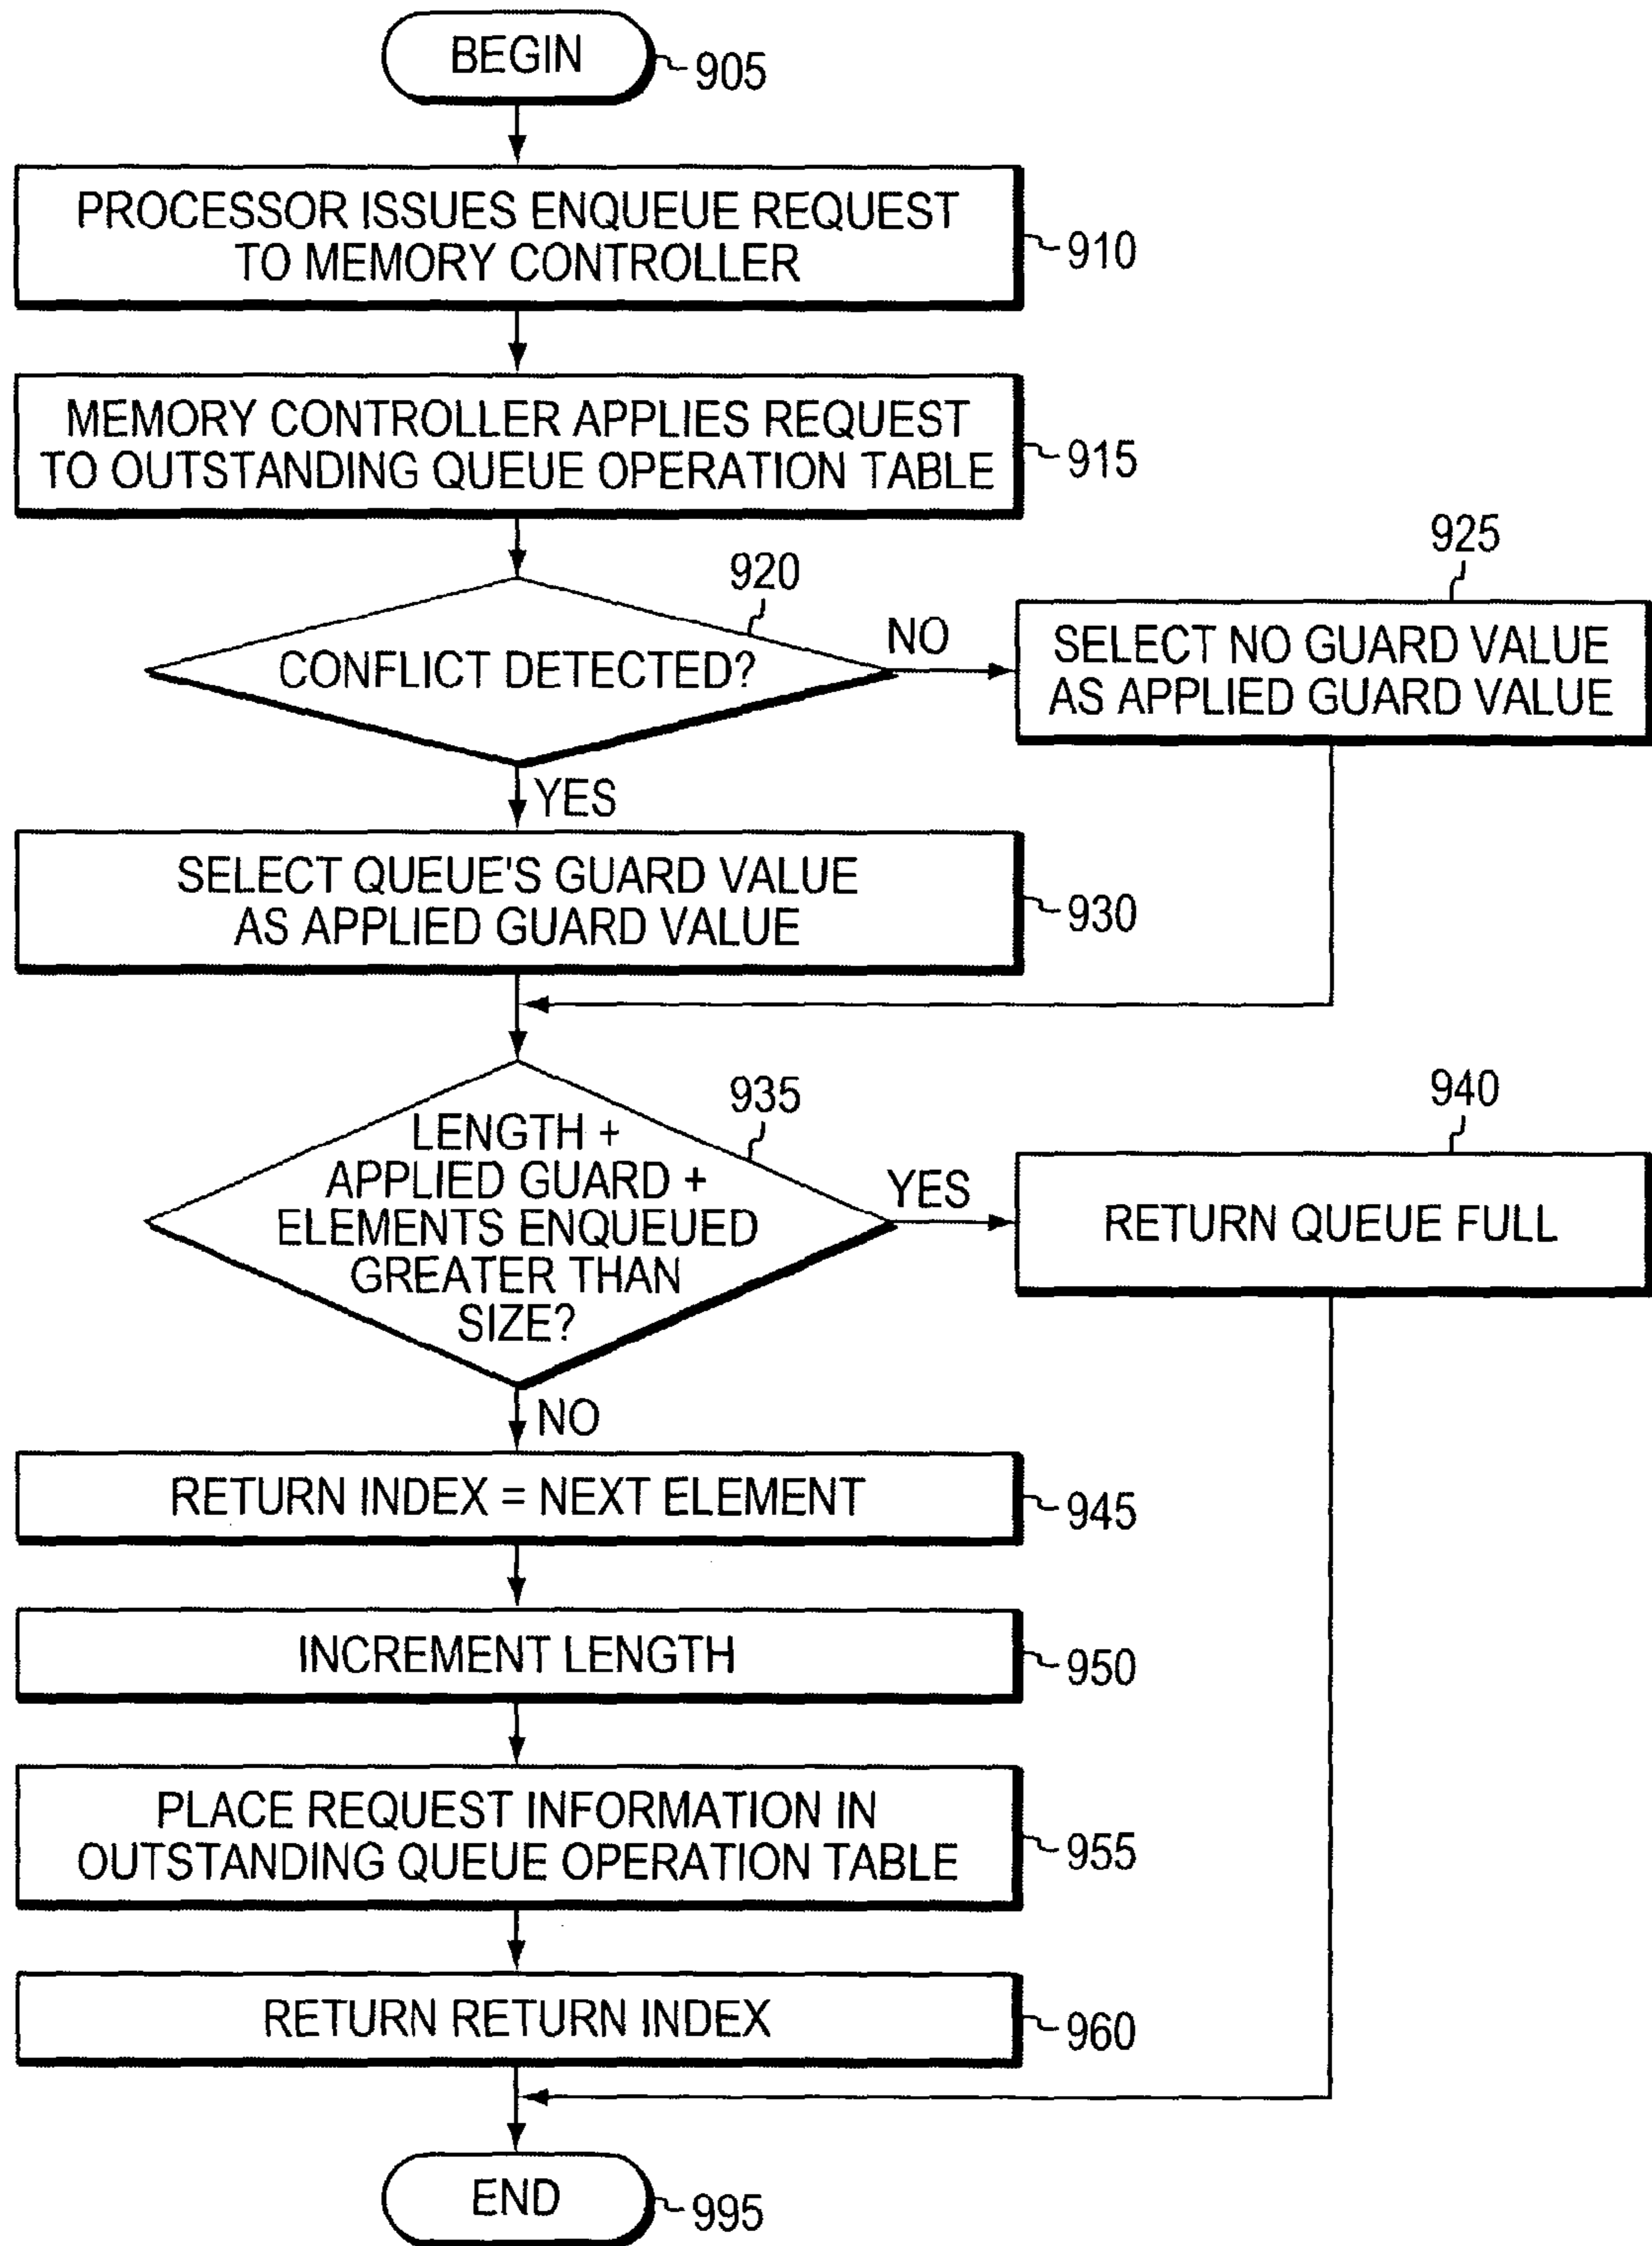 BEGIN
905
PROCESSOR ISSUES ENQUEUE REQUEST
TO MEMORY CONTROLLER
910
MEMORY CONTROLLER APPLIES REQUEST
TO OUTSTANDING QUEUE OPERATION TABLE
915
920
CONFLICT DETECTED?
NO
925
SELECT NO GUARD VALUE
AS APPLIED GUARD VALUE
YES
SELECT QUEUE'S GUARD VALUE
AS APPLIED GUARD VALUE
930
935
LENGTH +
APPLIED GUARD +
ELEMENTS ENQUEUED
GREATER THAN
SIZE?
YES
940
RETURN QUEUE FULL
NO
RETURN INDEX = NEXT ELEMENT
945
INCREMENT LENGTH
950
PLACE REQUEST INFORMATION IN
OUTSTANDING QUEUE OPERATION TABLE
955
RETURN RETURN INDEX
960
END
995